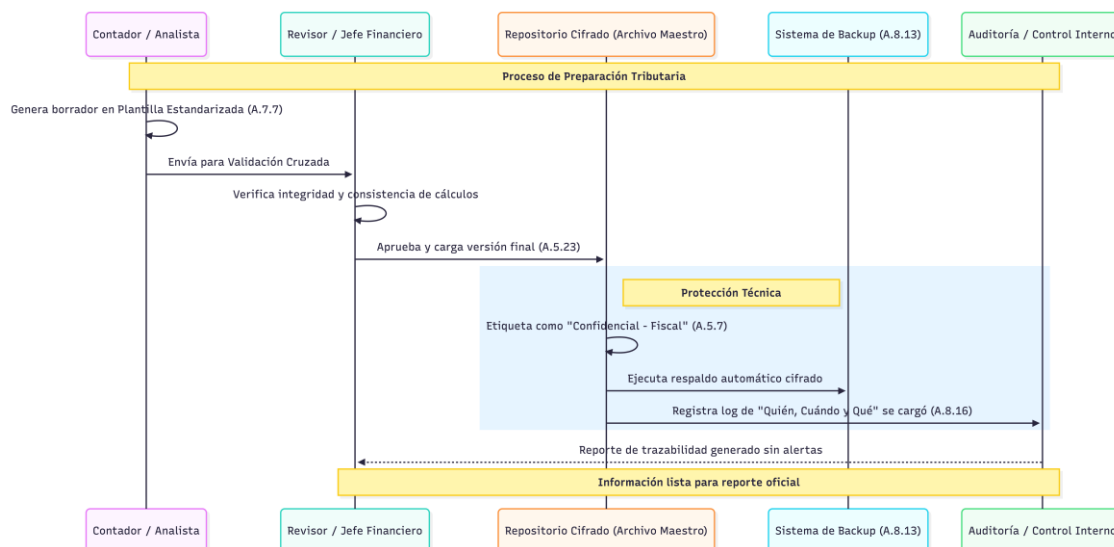 Contador / Analista
Revisor / Jefe Financiero
Repositorio Cifrado (Archivo Maestro)
Sistema de Backup (A.8.13)
Auditoría / Control Interno
Proceso de Preparación Tributaria
Genera borrador en Plantilla Estandarizada (A.7.7)
Envía para Validación Cruzada
Verifica integridad y consistencia de cálculos
Aprueba y carga versión final (A.5.23)
Protección Técnica
Etiqueta como "Confidencial - Fiscal" (A.5.7)
Ejecuta respaldo automático cifrado
Registra log de "Quién, Cuándo y Qué" se cargó (A.8.16)
Reporte de trazabilidad generado sin alertas
Información lista para reporte oficial
Contador / Analista
Revisor / Jefe Financiero
Repositorio Cifrado (Archivo Maestro)
Sistema de Backup (A.8.13)
Auditoría / Control Interno